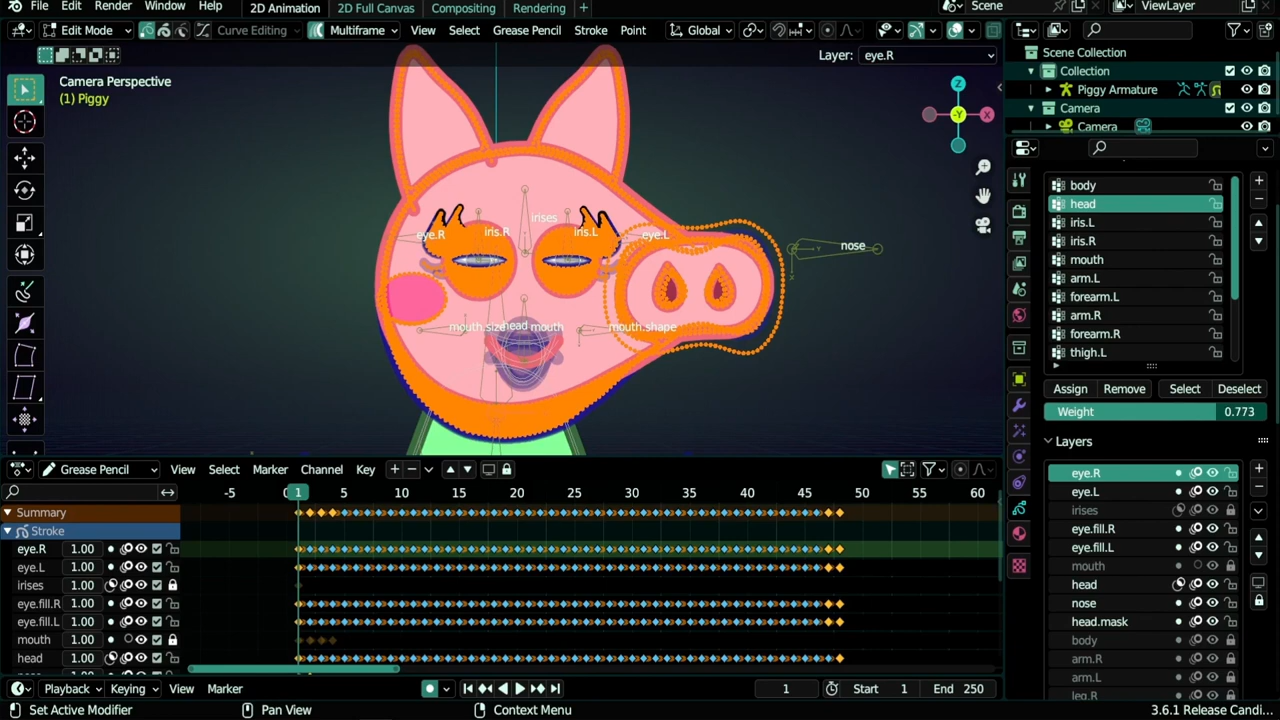 File Edit Render Window Help 2D Animation 2D Full Canvas Compositing Rendering + Scene ViewLayer
Edit Mode Curve Editing Multiframe View Select Grease Pencil Stroke Point Global
Layer: eye.R
Camera Perspective
(1) Piggy
Z
-Y
X
irises
eye.R iris.R iris.L eye.L
nose
mouth.size head mouth mouth.shape
Scene Collection
Collection
Piggy Armature
Camera
Camera
body
head
iris.L
iris.R
mouth
arm.L
forearm.L
arm.R
forearm.R
thigh.L
Assign Remove Select Deselect
Weight 0.773
Layers
eye.R
eye.L
irises
eye.fill.R
eye.fill.L
mouth
head
nose
head.mask
body
arm.R
arm.L
leg.R
Grease Pencil View Select Marker Channel Key
-5 0 1 5 10 15 20 25 30 35 40 45 50 55 60
Summary
Stroke
eye.R 1.00
eye.L 1.00
irises 1.00
eye.fill.R 1.00
eye.fill.L 1.00
mouth 1.00
head 1.00
Playback Keying View Marker 1 Start 1 End 250
Set Active Modifier Pan View Context Menu 3.6.1 Release Candi...